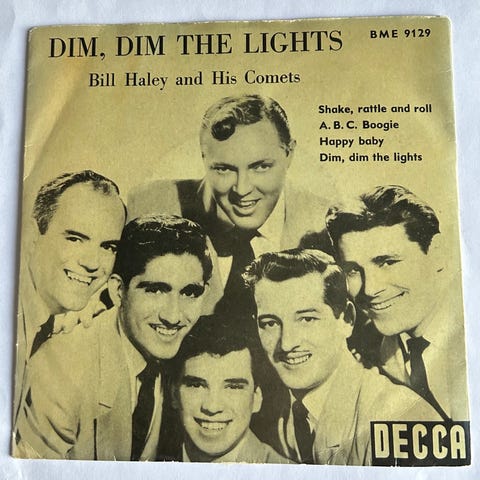 DIM, DIM THE LIGHTS
BME 9129
Bill Haley and His Comets
Shake, rattle and roll
A. B. C. Boogie
Happy baby
Dim, dim the lights
DECCA